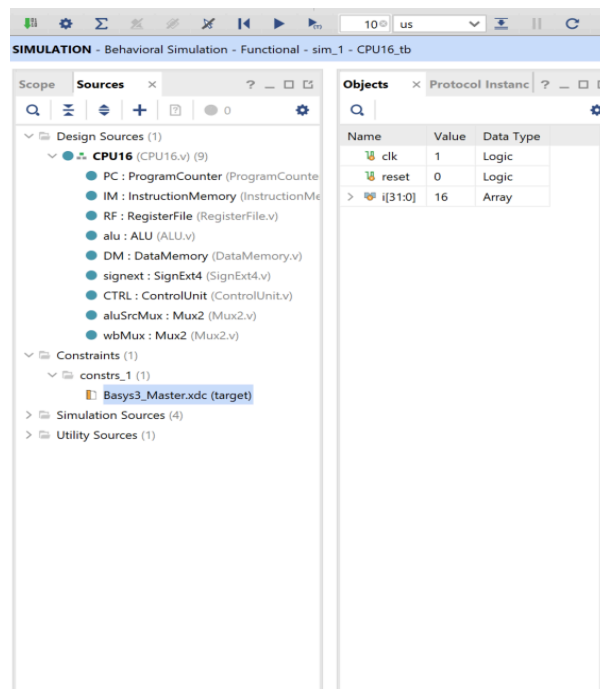 10 us
SIMULATION - Behavioral Simulation - Functional - sim_1 - CPU16_tb
Scope Sources × ? _
0
Design Sources (1)
CPU16 (CPU16.v) (9)
PC : ProgramCounter (ProgramCounte
IM : InstructionMemory (InstructionMe
RF : RegisterFile (RegisterFile.v)
alu : ALU (ALU.v)
DM : DataMemory (DataMemory.v)
signext : SignExt4 (SignExt4.v)
CTRL : ControlUnit (ControlUnit.v)
aluSrcMux : Mux2 (Mux2.v)
wbMux : Mux2 (Mux2.v)
Constraints (1)
constrs_1 (1)
Basys3_Master.xdc (target)
Simulation Sources (4)
Utility Sources (1)
Objects × Protocol Instanc ? _
Name Value Data Type
clk 1 Logic
reset 0 Logic
i[31:0] 16 Array